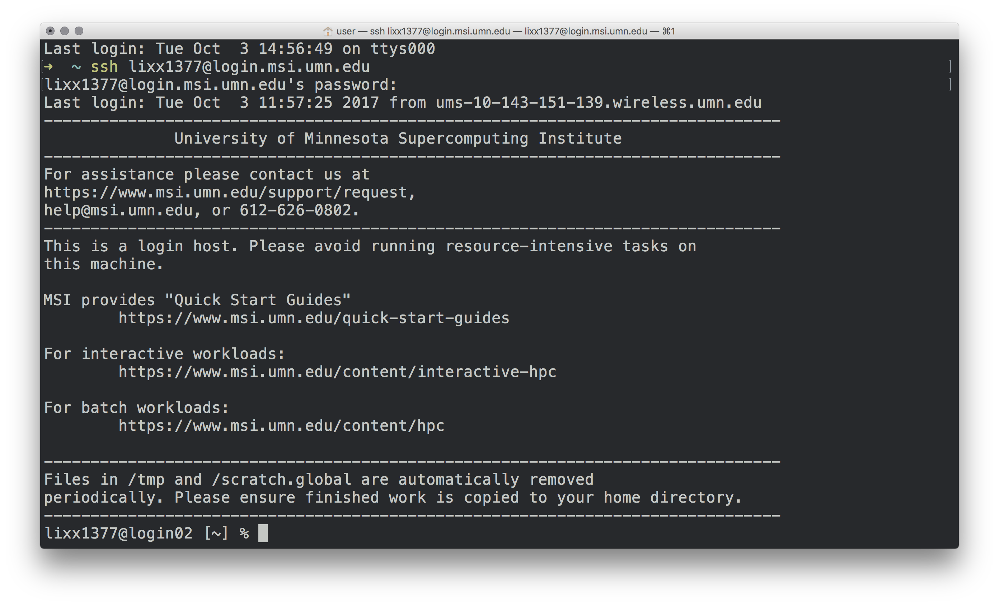 user — ssh lixx1377@login.msi.umn.edu — lixx1377@login.msi.umn.edu — ⌘1
Last login: Tue Oct  3 14:56:49 on ttys000
[➜  ~ ssh lixx1377@login.msi.umn.edu ]
[lixx1377@login.msi.umn.edu's password: ]
Last login: Tue Oct  3 11:57:25 2017 from ums-10-143-151-139.wireless.umn.edu
-------------------------------------------------------------------------------
              University of Minnesota Supercomputing Institute
-------------------------------------------------------------------------------
For assistance please contact us at
https://www.msi.umn.edu/support/request,
help@msi.umn.edu, or 612-626-0802.
-------------------------------------------------------------------------------
This is a login host. Please avoid running resource-intensive tasks on
this machine.
MSI provides "Quick Start Guides"
        https://www.msi.umn.edu/quick-start-guides
For interactive workloads:
        https://www.msi.umn.edu/content/interactive-hpc
For batch workloads:
        https://www.msi.umn.edu/content/hpc
-------------------------------------------------------------------------------
Files in /tmp and /scratch.global are automatically removed
periodically. Please ensure finished work is copied to your home directory.
-------------------------------------------------------------------------------
lixx1377@login02 [~] %